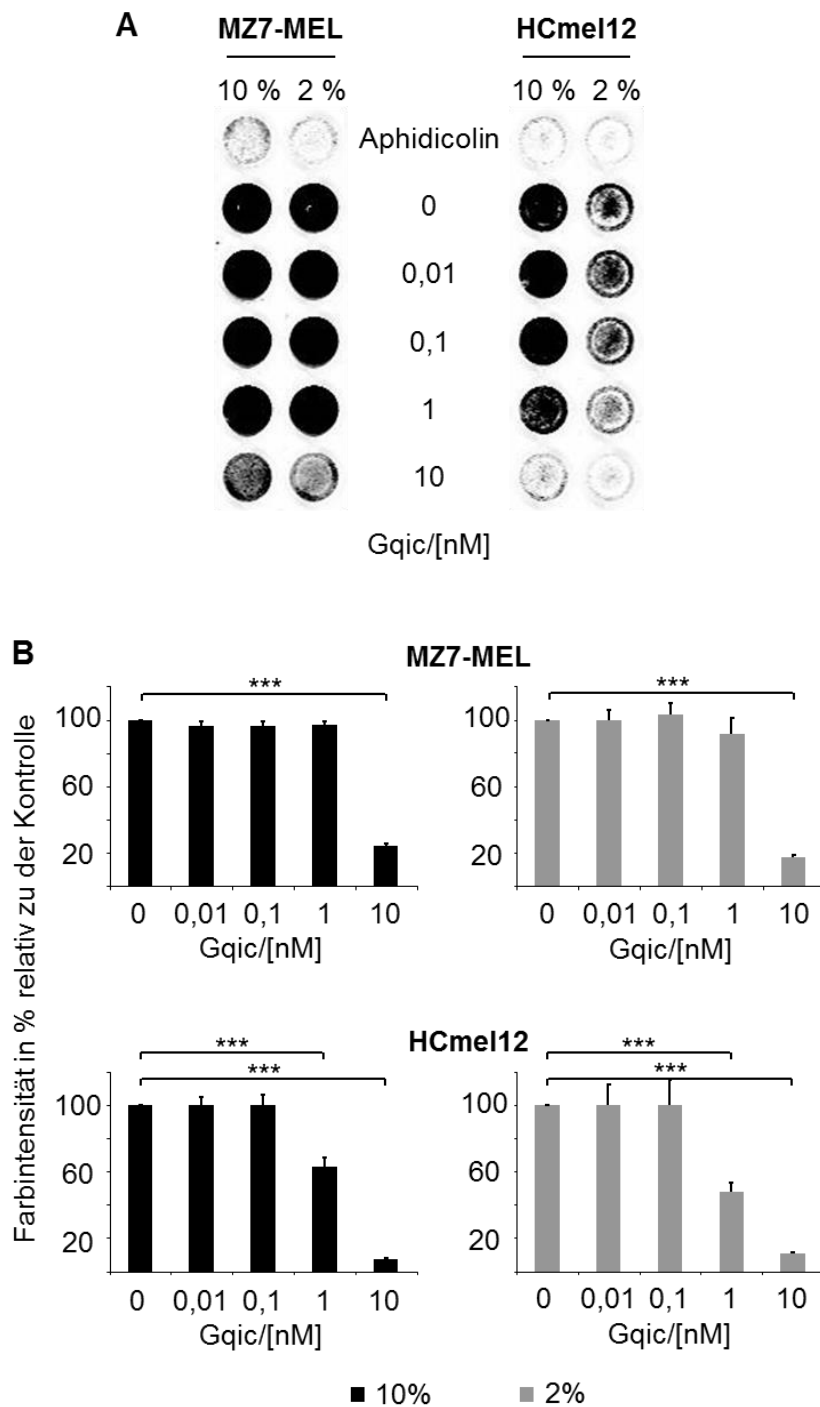 A
MZ7-MEL HCmel12
10 % 2 % 10 % 2 %
Aphidicolin
0
0,01
0,1
1
10
Gqic/[nM]
B
MZ7-MEL
Farbintensität in % relativ zu der Kontrolle
*** ***
100 100
60 60
20 20
0 0,01 0,1 1 10 0 0,01 0,1 1 10
Gqic/[nM] Gqic/[nM]
HCmel12
*** ***
*** ***
100 100
60 60
20 20
0 0,01 0,1 1 10 0 0,01 0,1 1 10
Gqic/[nM] Gqic/[nM]
10% 2%